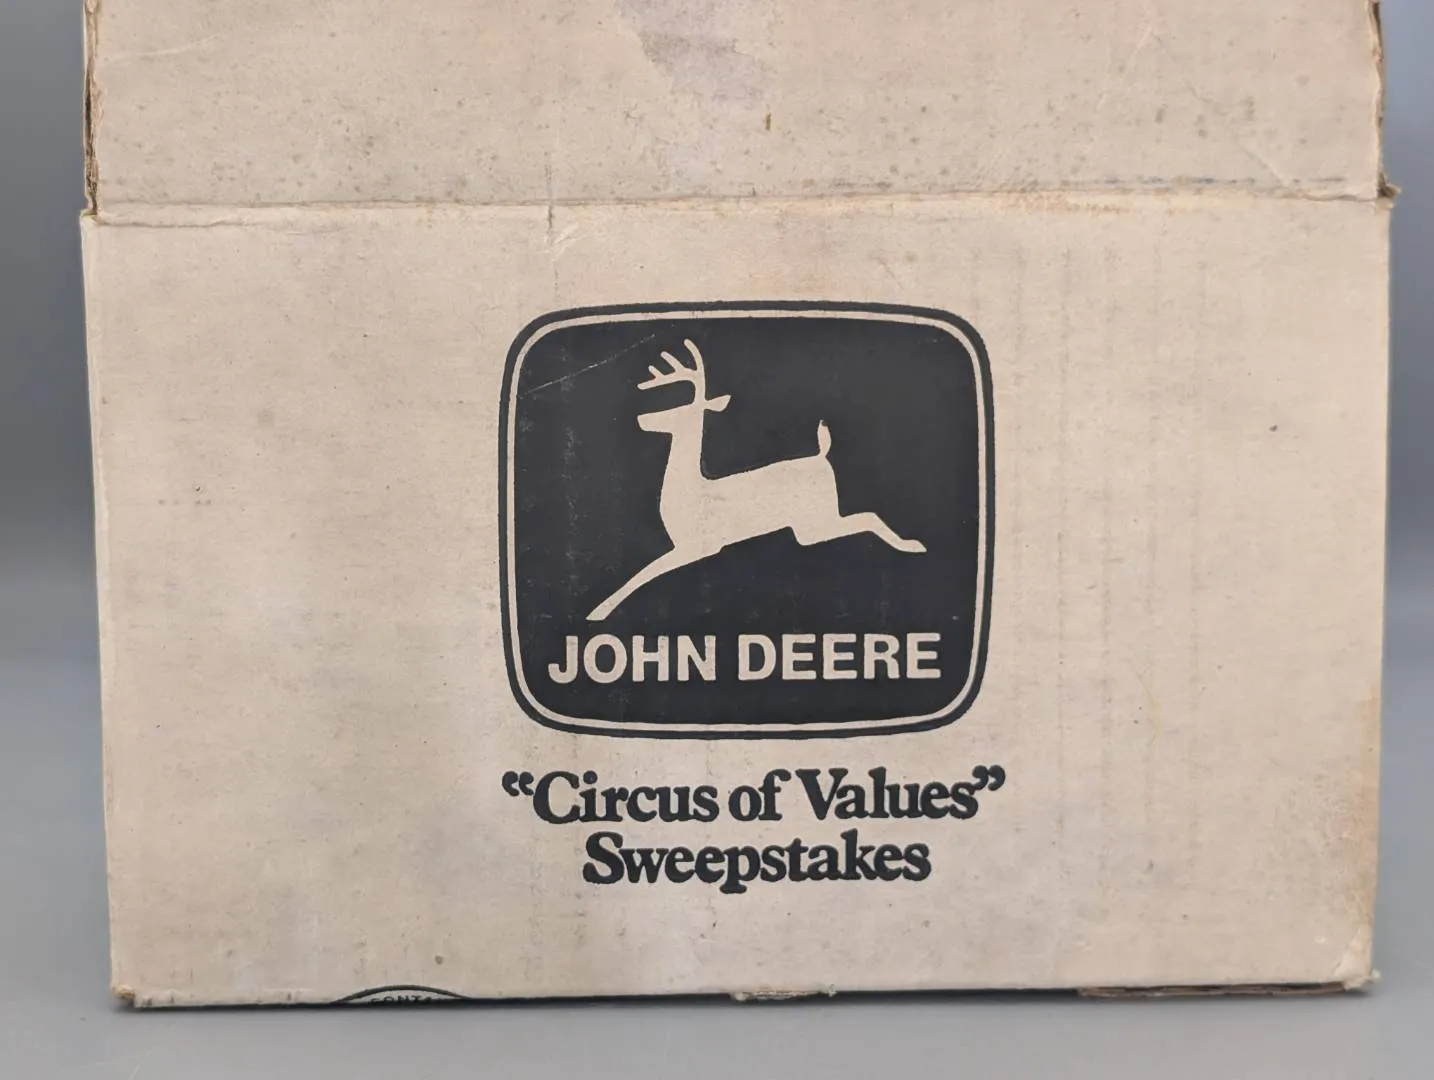 JOHN DEERE
“Circus of Values”
Sweepstakes